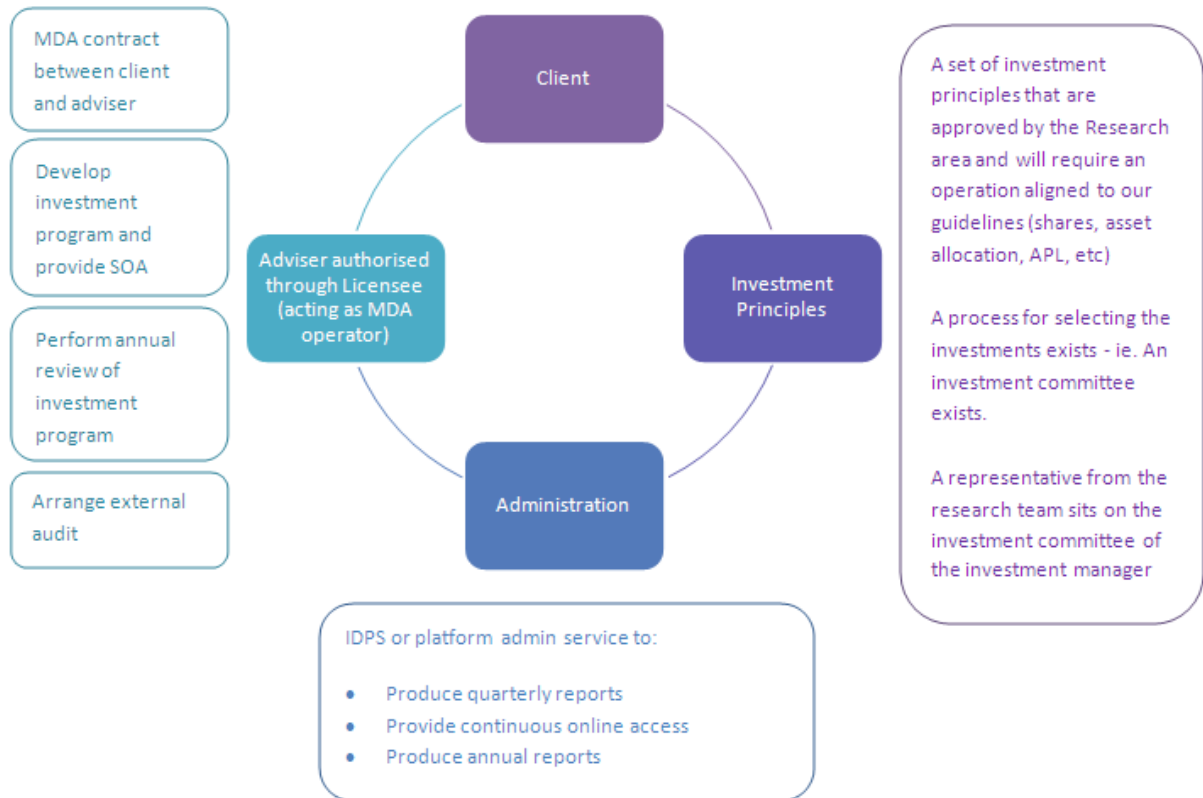 MDA contract
between client
and adviser
Develop
investment
program and
provide SOA
Perform annual
review of
investment
program
Arrange external
audit
Client
Adviser authorised
through Licensee
(acting as MDA
operator)
Investment
Principles
Administration
A set of investment
principles that are
approved by the Research
area and will require an
operation aligned to our
guidelines (shares, asset
allocation, APL, etc)
A process for selecting the
investments exists - ie. An
investment committee
exists.
A representative from the
research team sits on the
investment committee of
the investment manager
IDPS or platform admin service to:
• Produce quarterly reports
• Provide continuous online access
• Produce annual reports